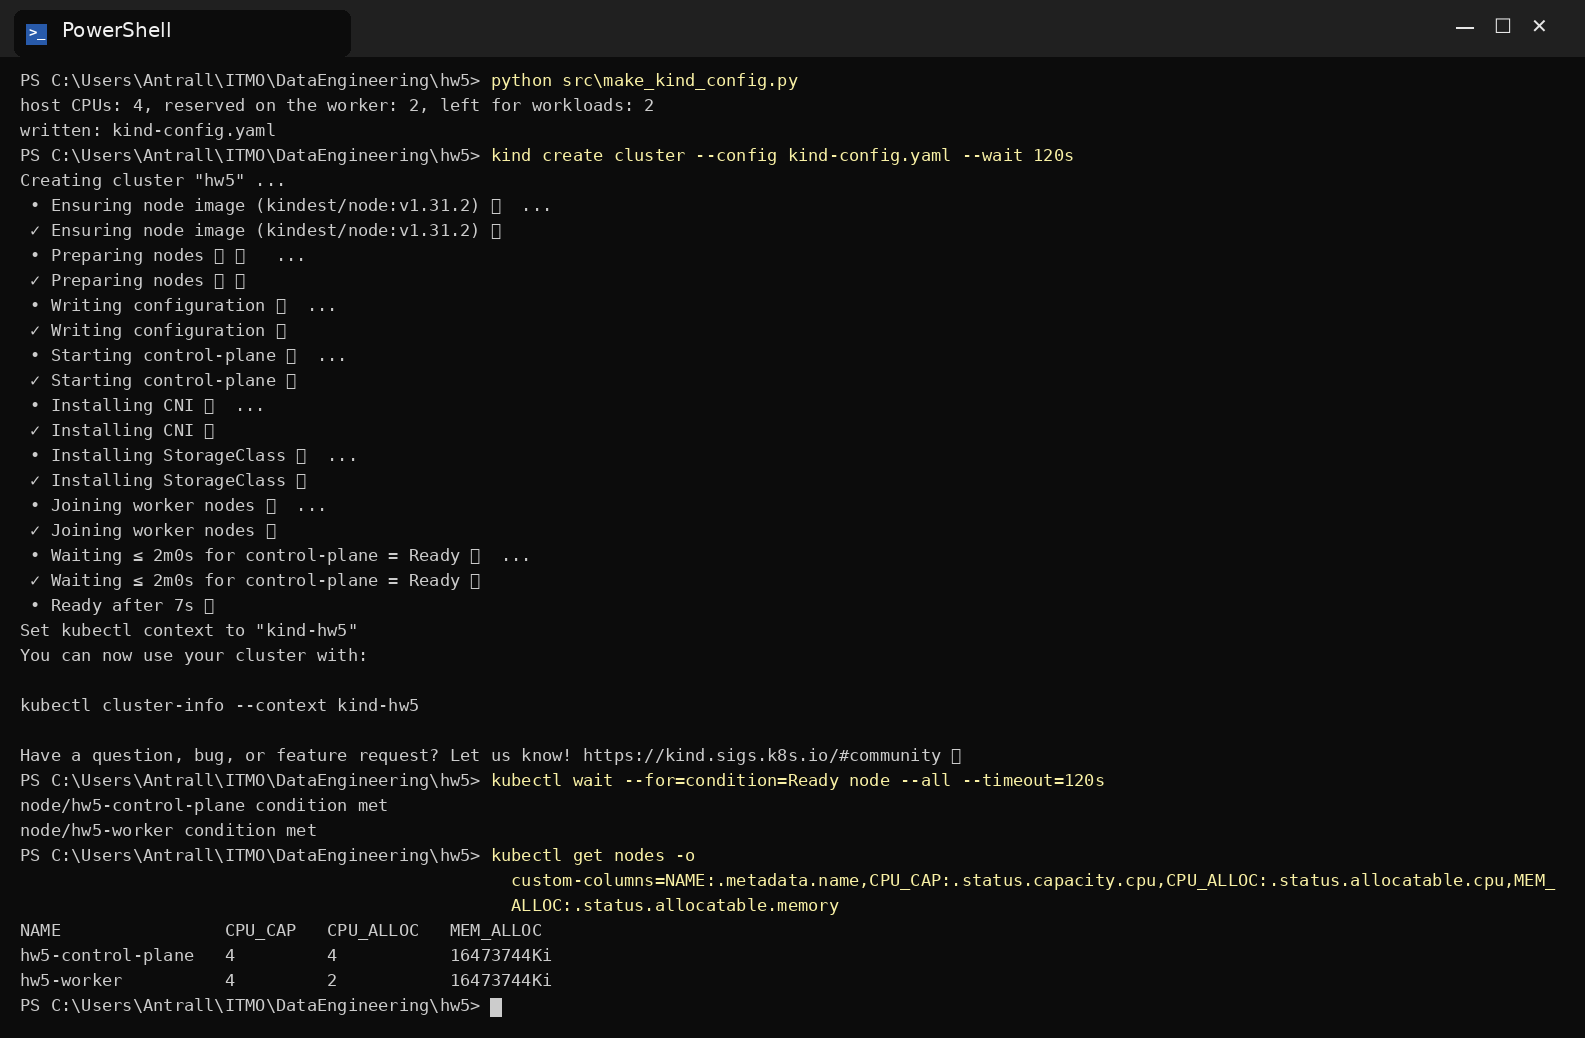 PowerShell
PS C:\Users\Antrall\ITMO\DataEngineering\hw5> python src\make_kind_config.py
host CPUs: 4, reserved on the worker: 2, left for workloads: 2
written: kind-config.yaml
PS C:\Users\Antrall\ITMO\DataEngineering\hw5> kind create cluster --config kind-config.yaml --wait 120s
Creating cluster "hw5" ...
 • Ensuring node image (kindest/node:v1.31.2) ▯  ...
 ✓ Ensuring node image (kindest/node:v1.31.2) ▯
 • Preparing nodes ▯ ▯   ...
 ✓ Preparing nodes ▯ ▯
 • Writing configuration ▯  ...
 ✓ Writing configuration ▯
 • Starting control-plane ▯  ...
 ✓ Starting control-plane ▯
 • Installing CNI ▯  ...
 ✓ Installing CNI ▯
 • Installing StorageClass ▯  ...
 ✓ Installing StorageClass ▯
 • Joining worker nodes ▯  ...
 ✓ Joining worker nodes ▯
 • Waiting ≤ 2m0s for control-plane = Ready ▯  ...
 ✓ Waiting ≤ 2m0s for control-plane = Ready ▯
 • Ready after 7s ▯
Set kubectl context to "kind-hw5"
You can now use your cluster with:

kubectl cluster-info --context kind-hw5

Have a question, bug, or feature request? Let us know! https://kind.sigs.k8s.io/#community ▯
PS C:\Users\Antrall\ITMO\DataEngineering\hw5> kubectl wait --for=condition=Ready node --all --timeout=120s
node/hw5-control-plane condition met
node/hw5-worker condition met
PS C:\Users\Antrall\ITMO\DataEngineering\hw5> kubectl get nodes -o
custom-columns=NAME:.metadata.name,CPU_CAP:.status.capacity.cpu,CPU_ALLOC:.status.allocatable.cpu,MEM_
ALLOC:.status.allocatable.memory
NAME                CPU_CAP   CPU_ALLOC   MEM_ALLOC
hw5-control-plane   4         4           16473744Ki
hw5-worker          4         2           16473744Ki
PS C:\Users\Antrall\ITMO\DataEngineering\hw5>